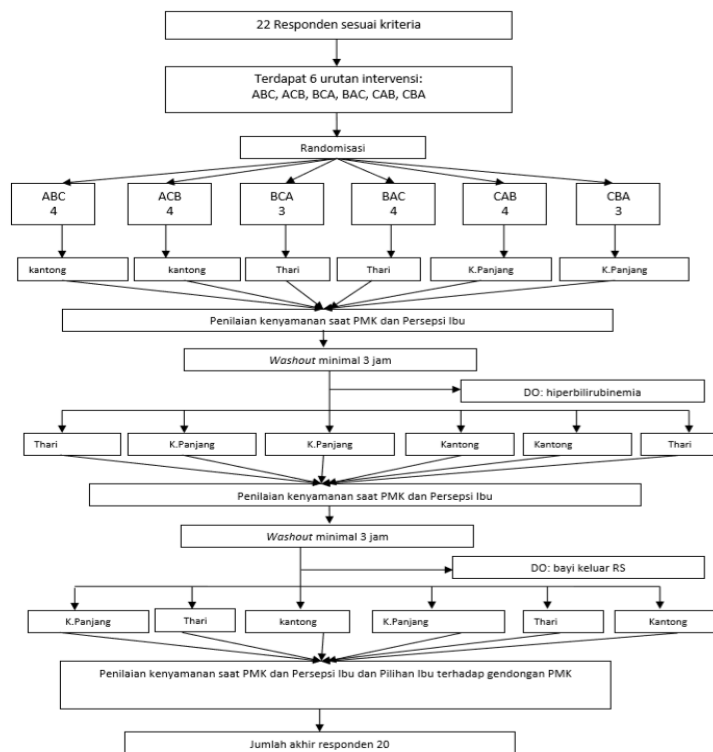 22 Responden sesuai kriteria
Terdapat 6 urutan intervensi:
ABC, ACB, BCA, BAC, CAB, CBA
Randomisasi
ABC
4
ACB
4
BCA
3
BAC
4
CAB
4
CBA
3
kantong
kantong
Thari
Thari
K.Panjang
K.Panjang
Penilaian kenyamanan saat PMK dan Persepsi Ibu
Washout minimal 3 jam
DO: hiperbilirubinemia
Thari
K.Panjang
K.Panjang
Kantong
Kantong
Thari
Penilaian kenyamanan saat PMK dan Persepsi Ibu
Washout minimal 3 jam
DO: bayi keluar RS
K.Panjang
Thari
kantong
K.Panjang
Thari
Kantong
Penilaian kenyamanan saat PMK dan Persepsi Ibu dan Pilihan Ibu terhadap gendongan PMK
Jumlah akhir responden 20